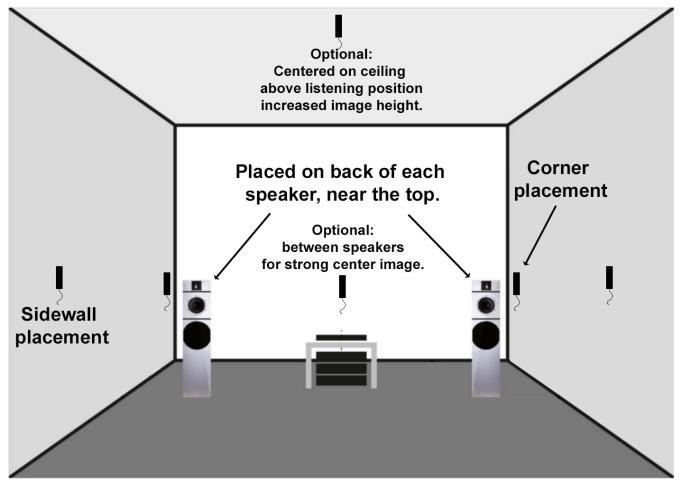 Optional:
Centered on ceiling
above listening position
increased image height.
Placed on back of each
speaker, near the top.
Corner
placement
Optional:
between speakers
for strong center image.
Sidewall
placement